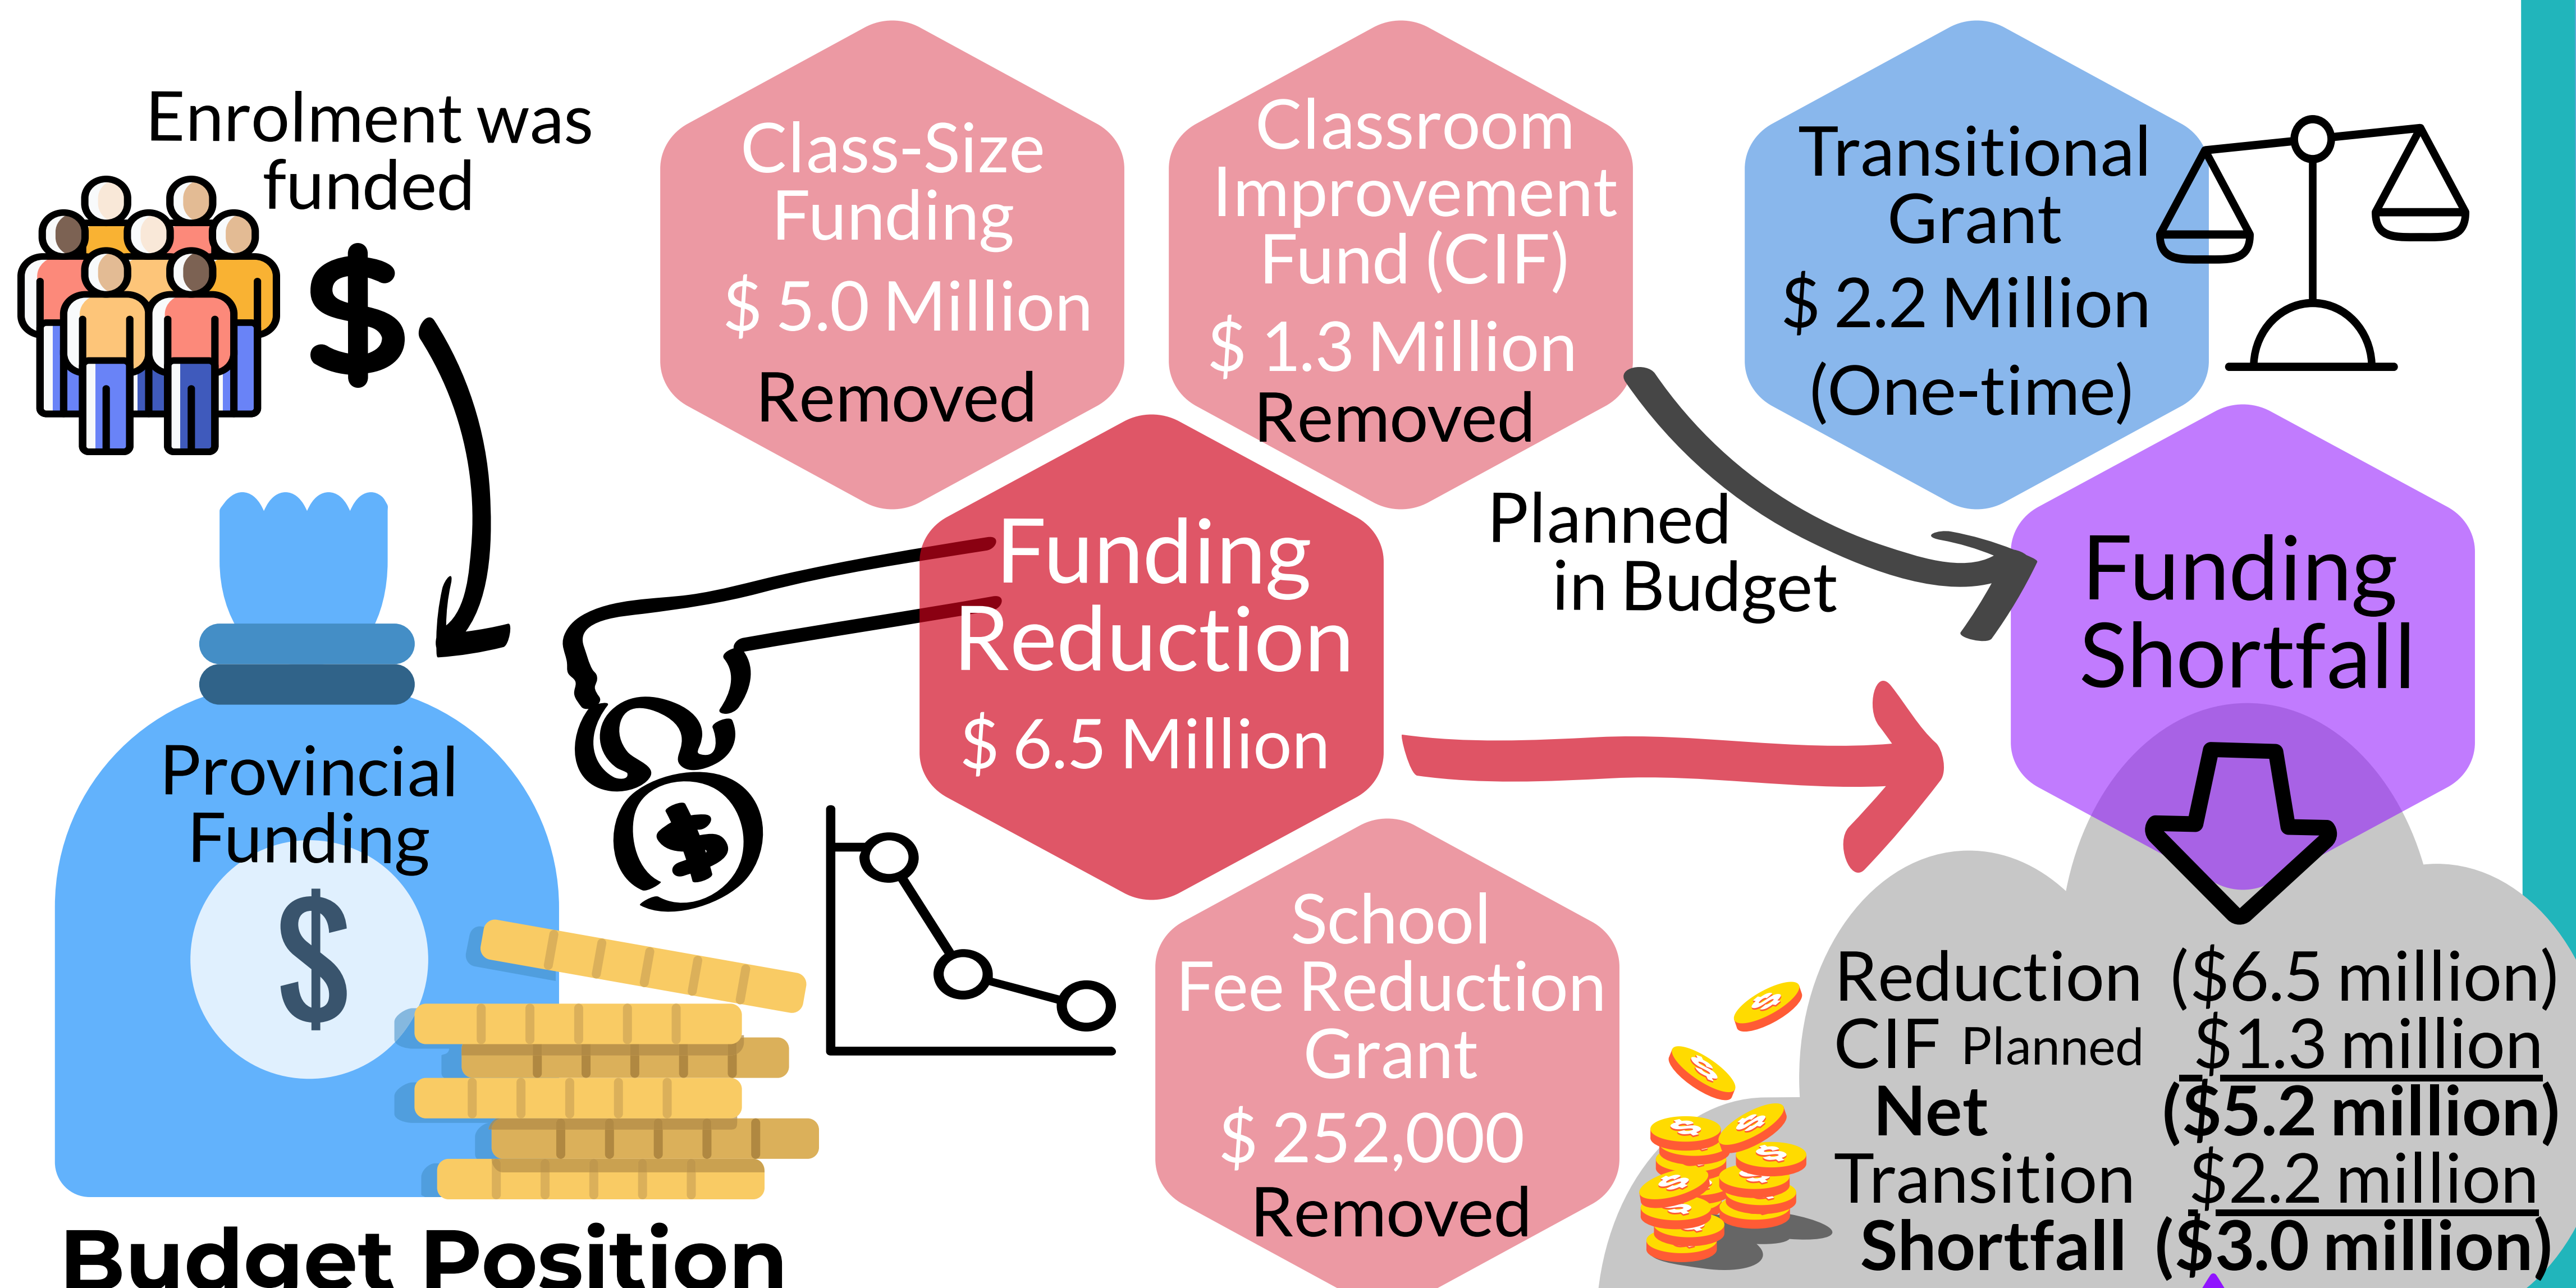 Enrolment was
funded
$
Provincial
Funding
$
Budget Position
Class-Size
Funding
$ 5.0 Million
Removed
Classroom
Improvement
Fund (CIF)
$ 1.3 Million
Removed
Funding
Reduction
$ 6.5 Million
$
School
Fee Reduction
Grant
$ 252,000
Removed
Planned
in Budget
Transitional
Grant
$ 2.2 Million
(One-time)
Funding
Shortfall
Reduction ($6.5 million)
CIF Planned $1.3 million
Net ($5.2 million)
Transition $2.2 million
Shortfall ($3.0 million)